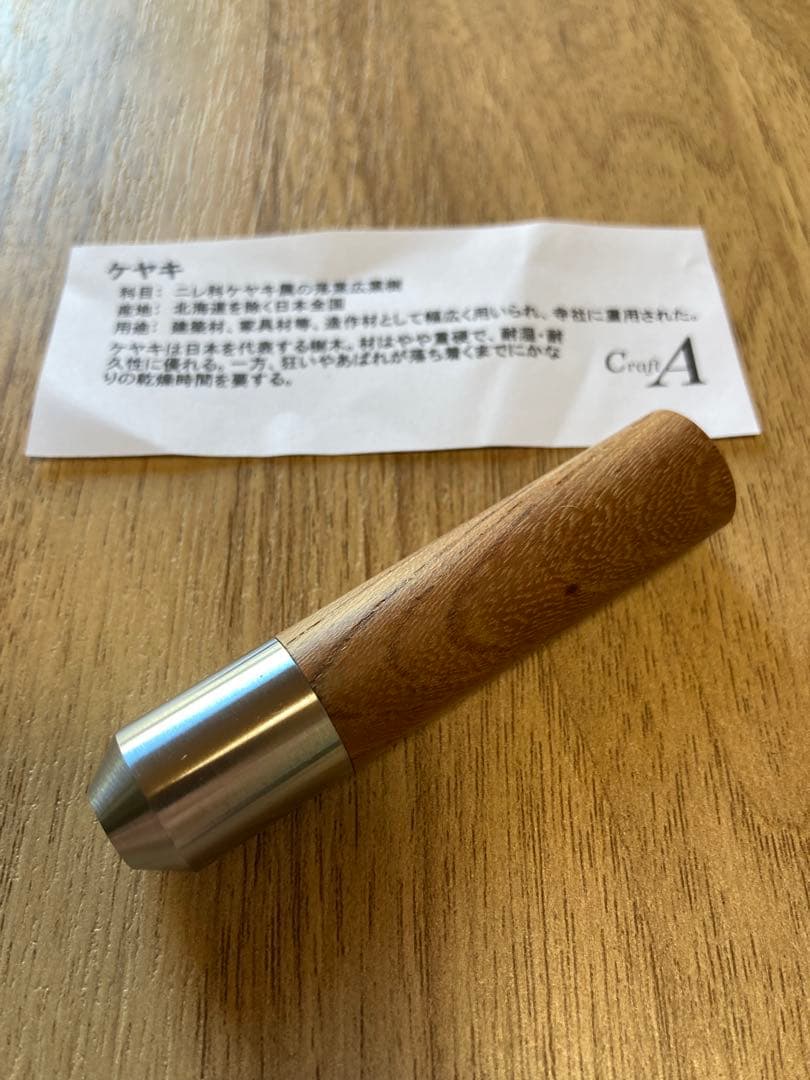 ケヤキ
科目： ニレ科ケヤキ属の落葉広葉樹
産地： 北海道を除く日本全国
用途： 建築材、家具材等、造作材として幅広く用いられ、寺社に重用された。
ケヤキは日本を代表する樹木。材はやや重硬で、耐湿・耐
久性に優れる。一方、狂いやあばれが落ち着くまでにかな
りの乾燥時間を要する。
Craft A